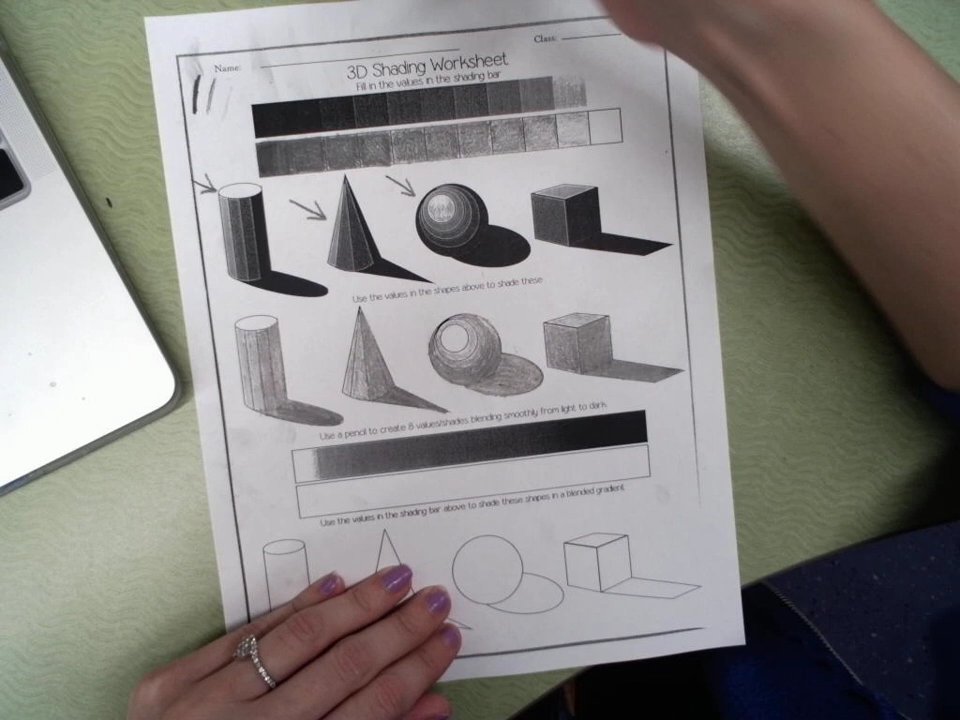 Name: Class:
3D Shading Worksheet
Fill in the values in the shading bar
Use the values in the shapes above to shade these
Use a pencil to create 8 values/shades blending smoothly from light to dark.
Use the values in the shading bar above to shade these shapes in a blended gradient